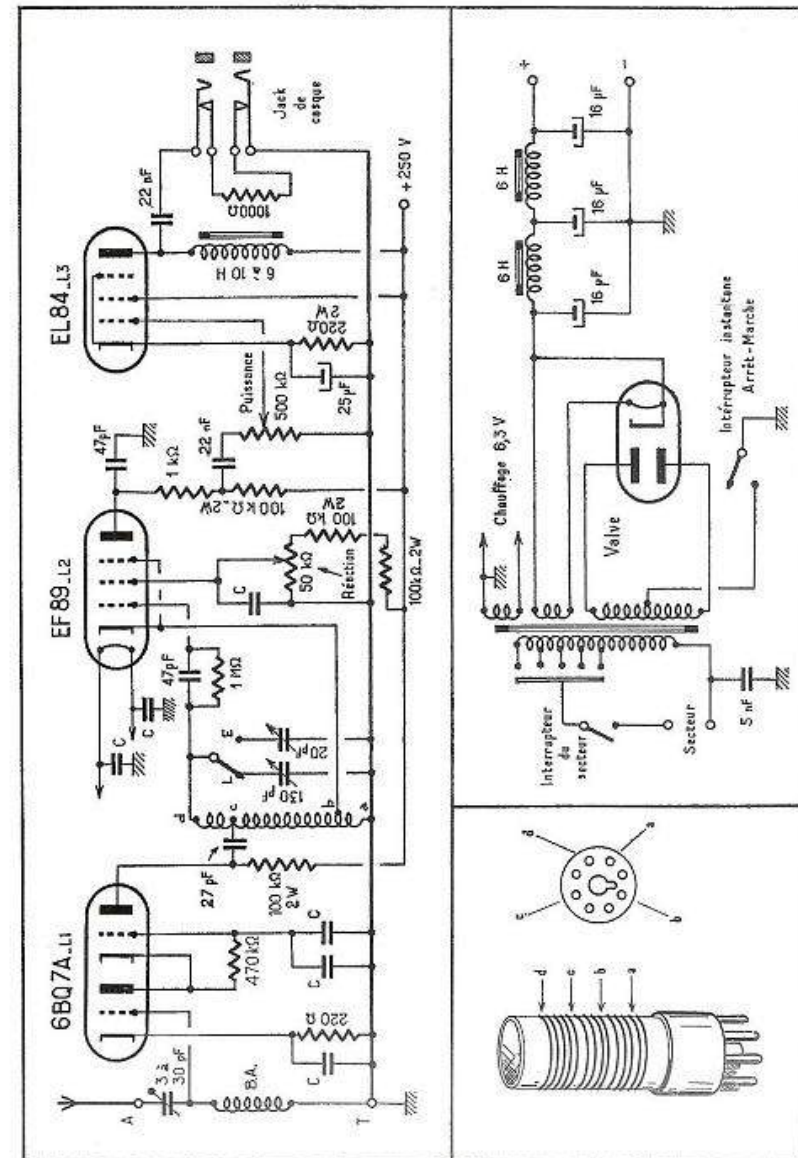 6BQ7A_L1
EF89_L2
EL84_L3
A
3 à
30 pF
B.A.
T
C
220 Ω
470 kΩ
C
C
27 pF
100 kΩ
2W
d
c
b
a
L
E
130 pF
20 pF
47pF
1 MΩ
C
C
C
50 kΩ
Réaction
100 kΩ
2W
100kΩ_2W
47pF
1 kΩ
100kΩ_2W
22 nF
Puissance
500 kΩ
25µF
220Ω
2W
6 à 10 H
22 nF
1000Ω
Jack
de
casque
+250 V
d
c
b
a
c
d
b
a
Interrupteur
du
secteur
Secteur
5 nF
Chauffage 6,3 V
Valve
Interrupteur instantané
Arrêt-Marche
6 H
6 H
16 µF
16 µF
16 µF
+
-